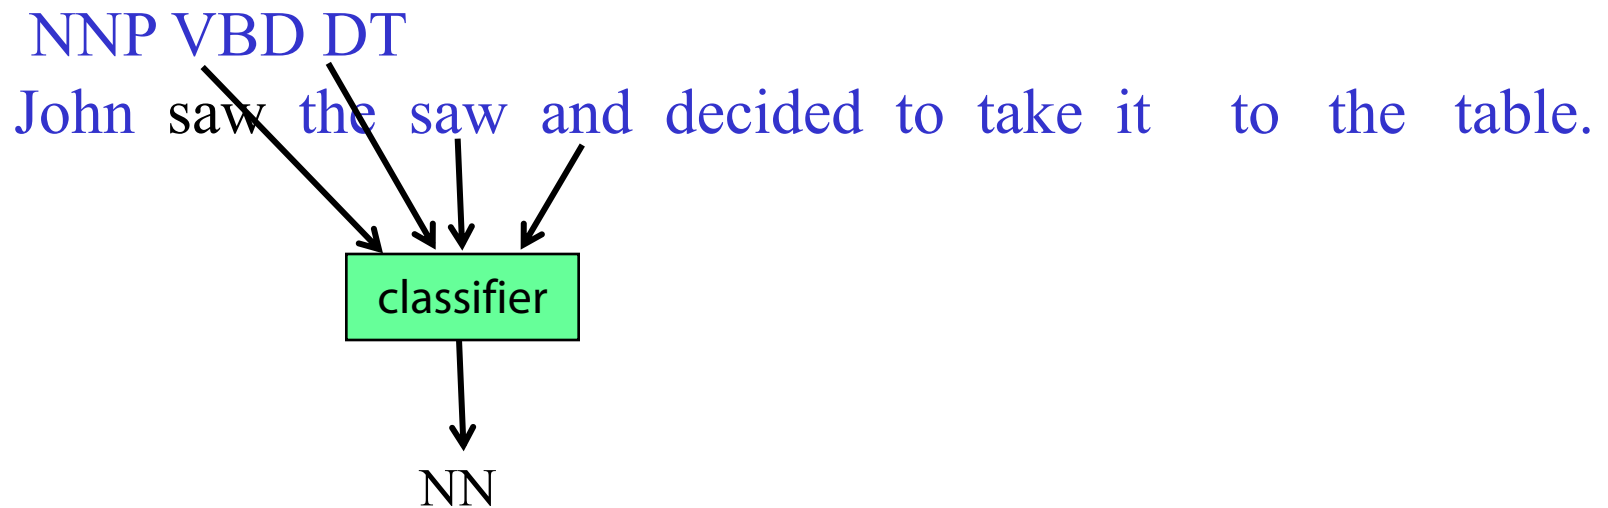 NNP VBD DT
John saw the saw and decided to take it to the table.
classifier
NN